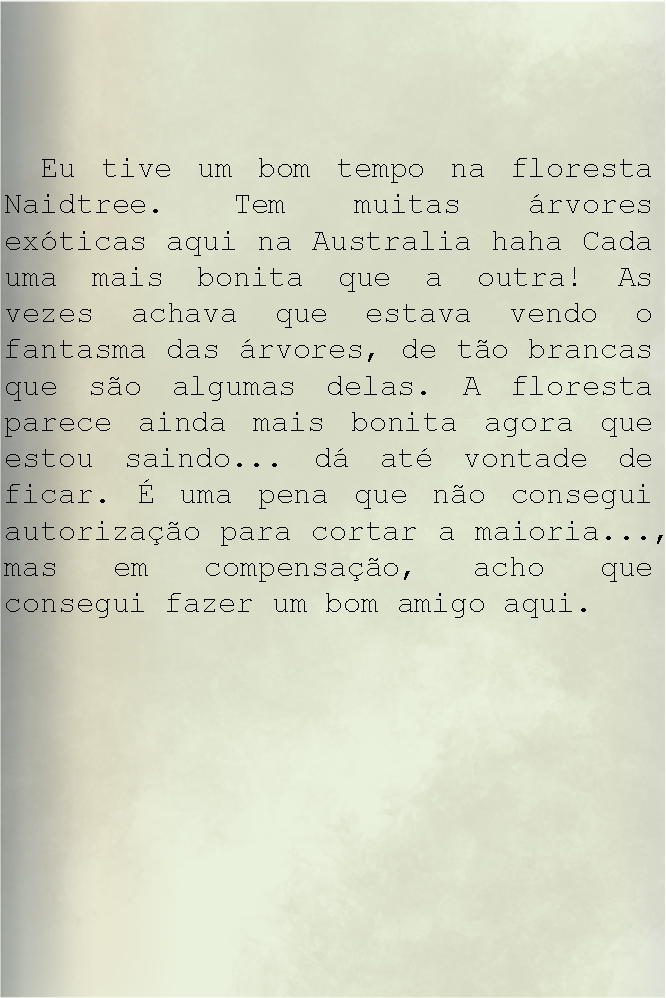 Eu tive um bom tempo na floresta
Naidtree. Tem muitas árvores
exóticas aqui na Australia haha Cada
uma mais bonita que a outra! As
vezes achava que estava vendo o
fantasma das árvores, de tão brancas
que são algumas delas. A floresta
parece ainda mais bonita agora que
estou saindo... dá até vontade de
ficar. É uma pena que não consegui
autorização para cortar a maioria...,
mas em compensação, acho que
consegui fazer um bom amigo aqui.